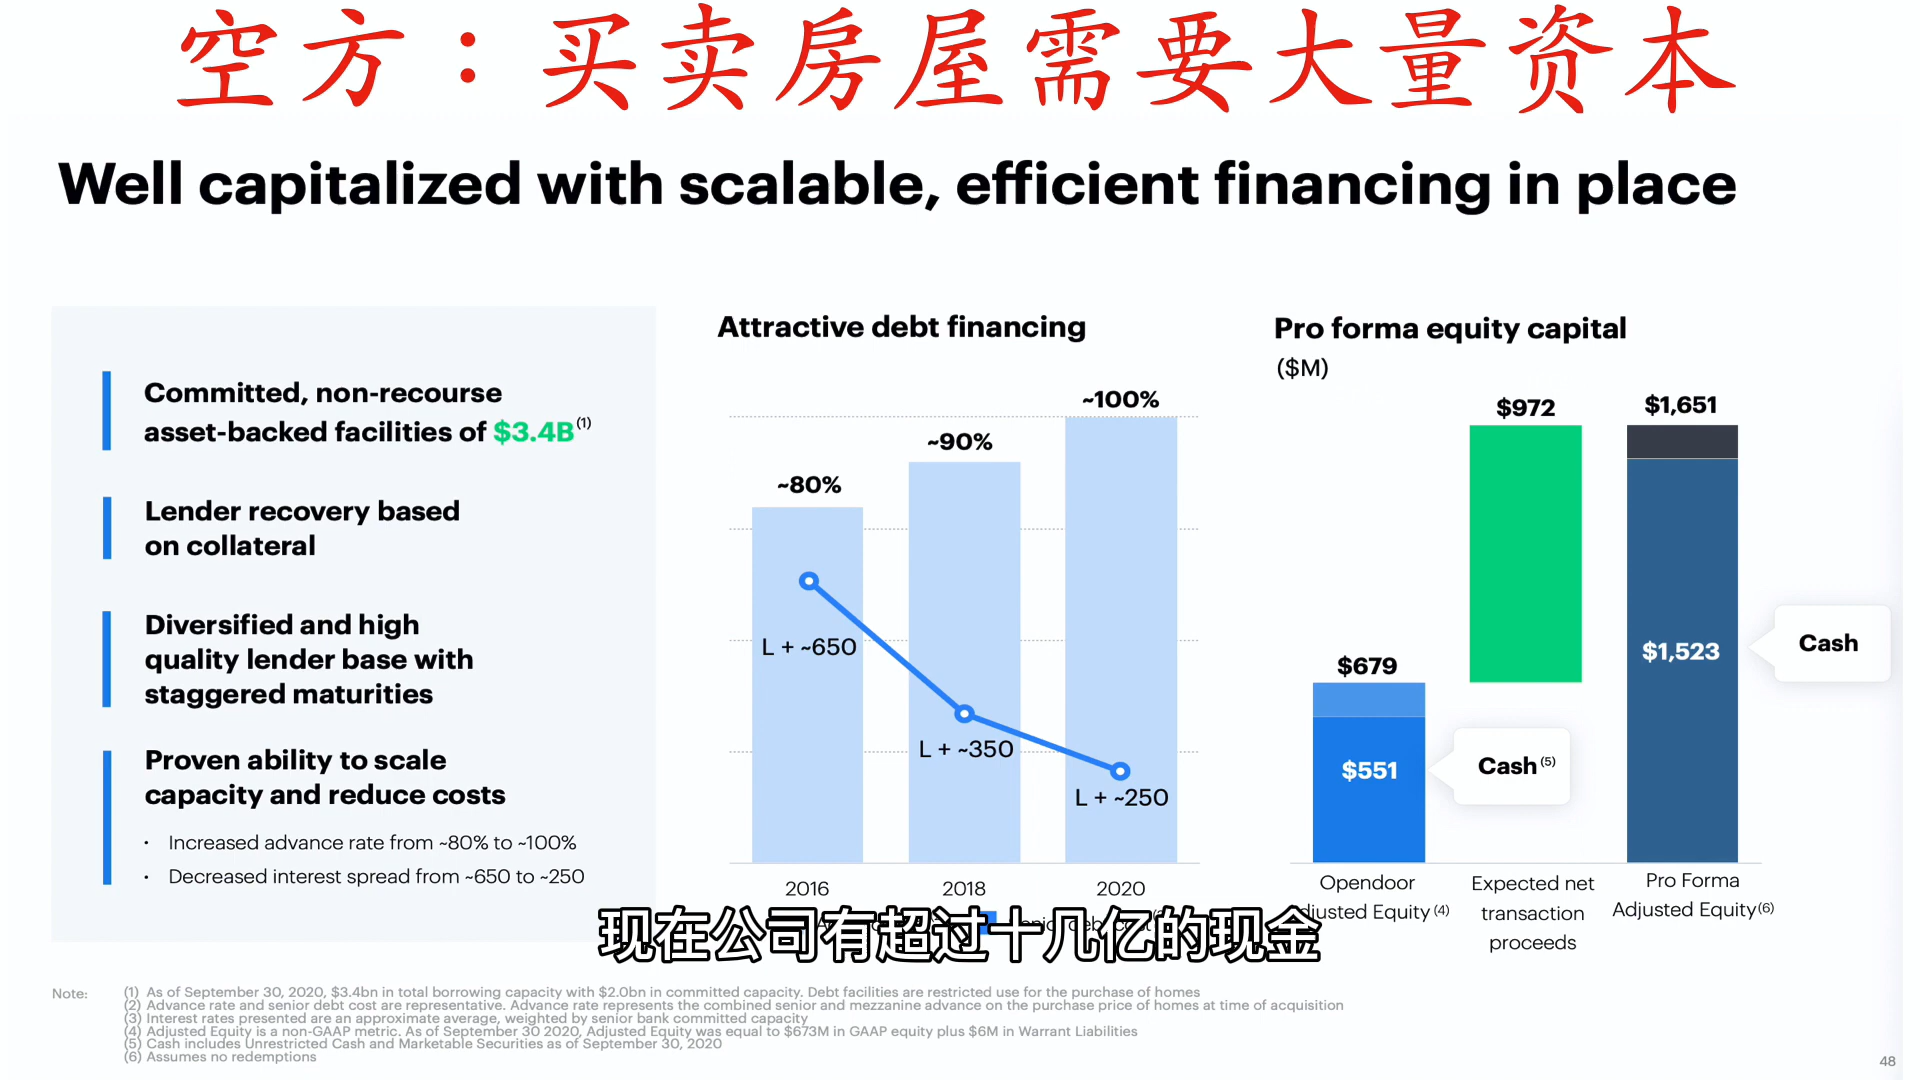 空方：买卖房屋需要大量资本
Well capitalized with scalable, efficient financing in place
Committed, non-recourse
asset-backed facilities of $3.4B(1)
Lender recovery based
on collateral
Diversified and high
quality lender base with
staggered maturities
Proven ability to scale
capacity and reduce costs
• Increased advance rate from ~80% to ~100%
• Decreased interest spread from ~650 to ~250
Attractive debt financing
~80%
~90%
~100%
L + ~650
L + ~350
L + ~250
2016
2018
2020
Pro forma equity capital
($M)
$679
$972
$1,651
$551
$1,523
Cash(5)
Cash
Opendoor
Adjusted Equity(4)
Expected net
transaction
proceeds
Pro Forma
Adjusted Equity(6)
现在公司有超过十几亿的现金
Note:
(1) As of September 30, 2020, $3.4bn in total borrowing capacity with $2.0bn in committed capacity. Debt facilities are restricted use for the purchase of homes
(2) Advance rate and senior debt cost are representative. Advance rate represents the combined senior and mezzanine advance on the purchase price of homes at time of acquisition
(3) Interest rates presented are an approximate average, weighted by senior bank committed capacity
(4) Adjusted Equity is a non-GAAP metric. As of September 30 2020, Adjusted Equity was equal to $673M in GAAP equity plus $6M in Warrant Liabilities
(5) Cash includes Unrestricted Cash and Marketable Securities as of September 30, 2020
(6) Assumes no redemptions
48